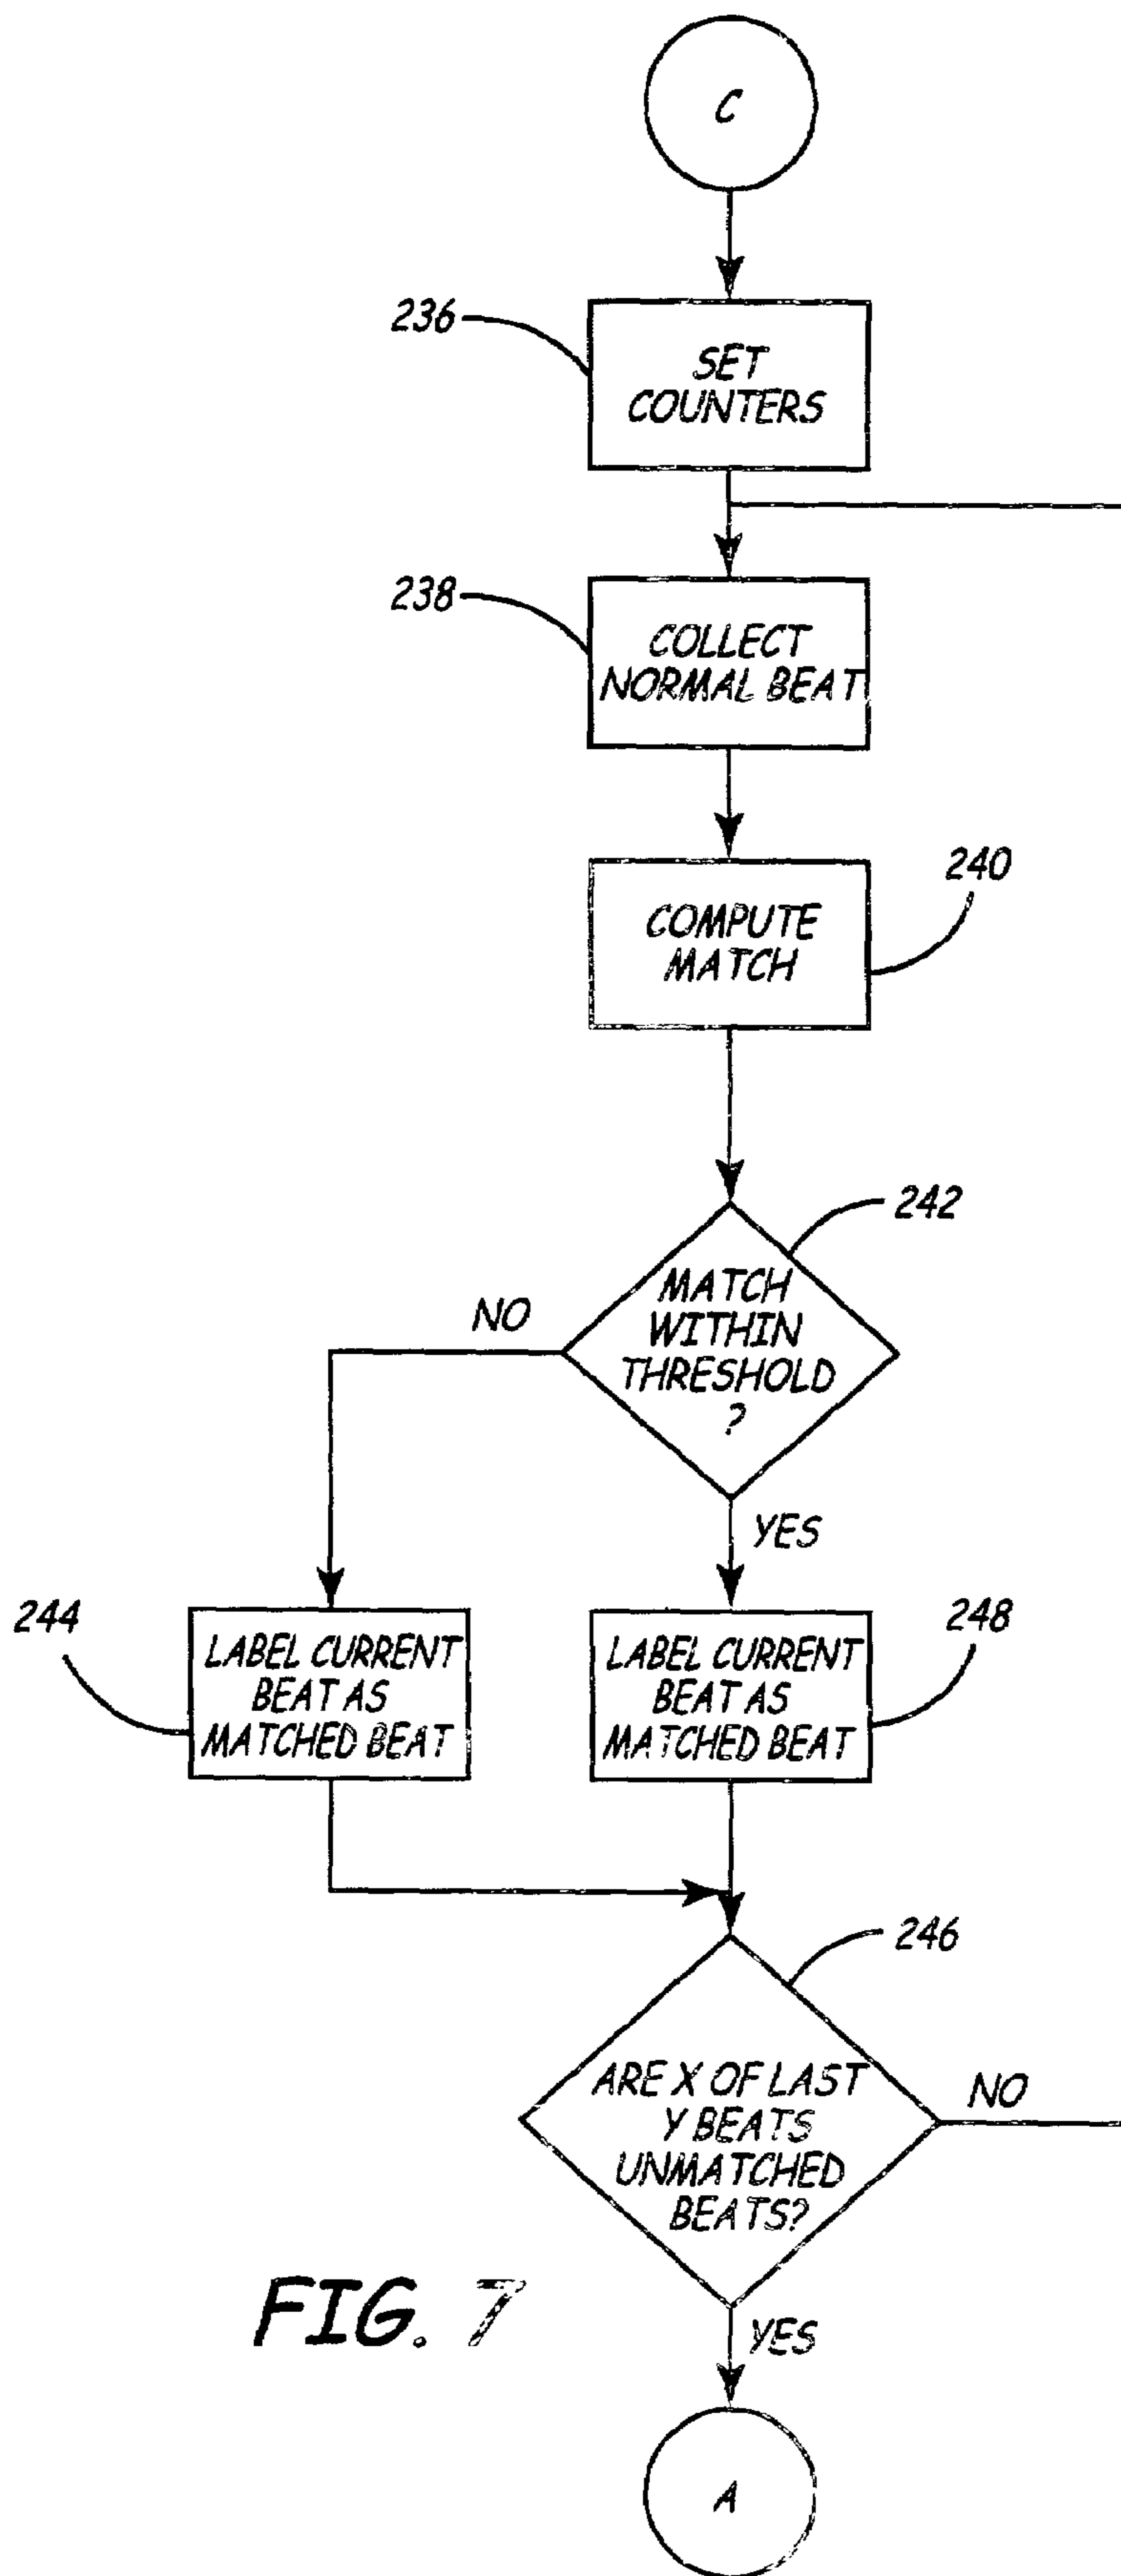 C
236
SET
COUNTERS
238
COLLECT
NORMAL BEAT
240
COMPUTE
MATCH
242
MATCH
WITHIN
THRESHOLD
?
NO
YES
244
LABEL CURRENT
BEAT AS
MATCHED BEAT
248
LABEL CURRENT
BEAT AS
MATCHED BEAT
246
ARE X OF LAST
Y BEATS
UNMATCHED
BEATS?
NO
YES
FIG. 7
A